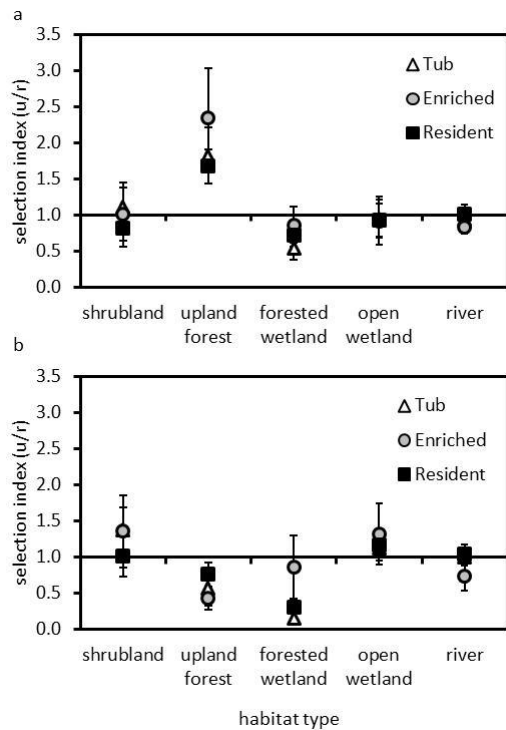 a
selection index (u/r)
3.5
3.0
2.5
2.0
1.5
1.0
0.5
0.0
Tub
Enriched
Resident
shrubland
upland
forest
forested
wetland
open
wetland
river
b
selection index (u/r)
3.5
3.0
2.5
2.0
1.5
1.0
0.5
0.0
Tub
Enriched
Resident
shrubland
upland
forest
forested
wetland
open
wetland
river
habitat type